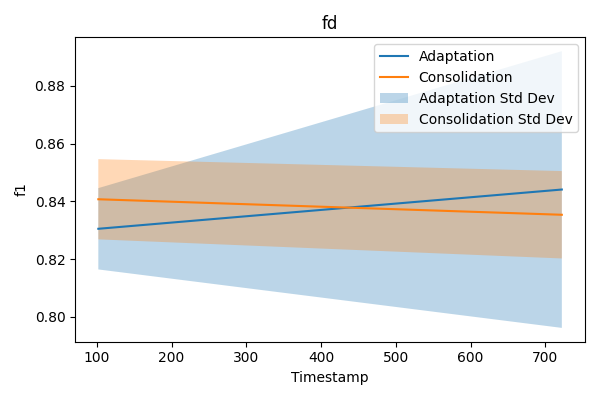 fd
Adaptation
Consolidation
Adaptation Std Dev
Consolidation Std Dev
f1
0.88
0.86
0.84
0.82
0.80
100 200 300 400 500 600 700
Timestamp